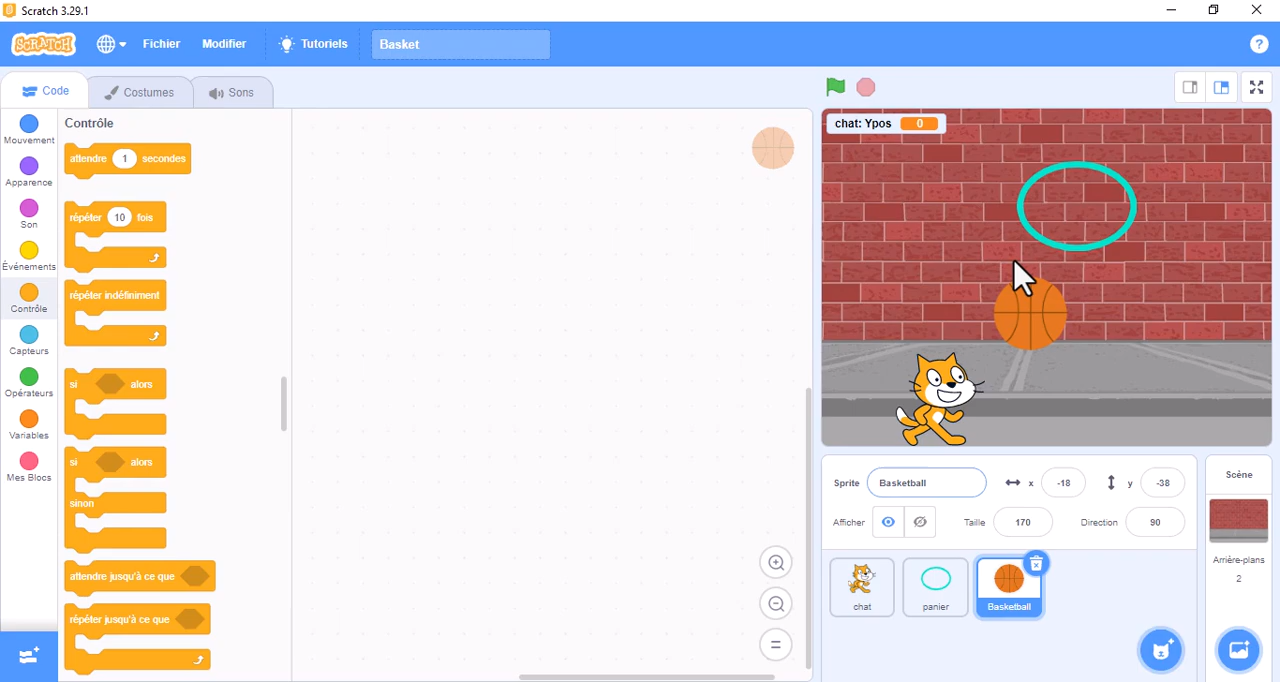 Scratch 3.29.1
SCRATCH Fichier Modifier Tutoriels Basket ?
Code Costumes Sons
Mouvement
Apparence
Son
Événements
Contrôle
Capteurs
Opérateurs
Variables
Mes Blocs
Contrôle
attendre 1 secondes
répéter 10 fois
répéter indéfiniment
si alors
si alors
sinon
attendre jusqu'à ce que
répéter jusqu'à ce que
chat: Ypos 0
Sprite Basketball x -18 y -38
Afficher Taille 170 Direction 90
chat
panier
Basketball
Scène
Arrière-plans
2